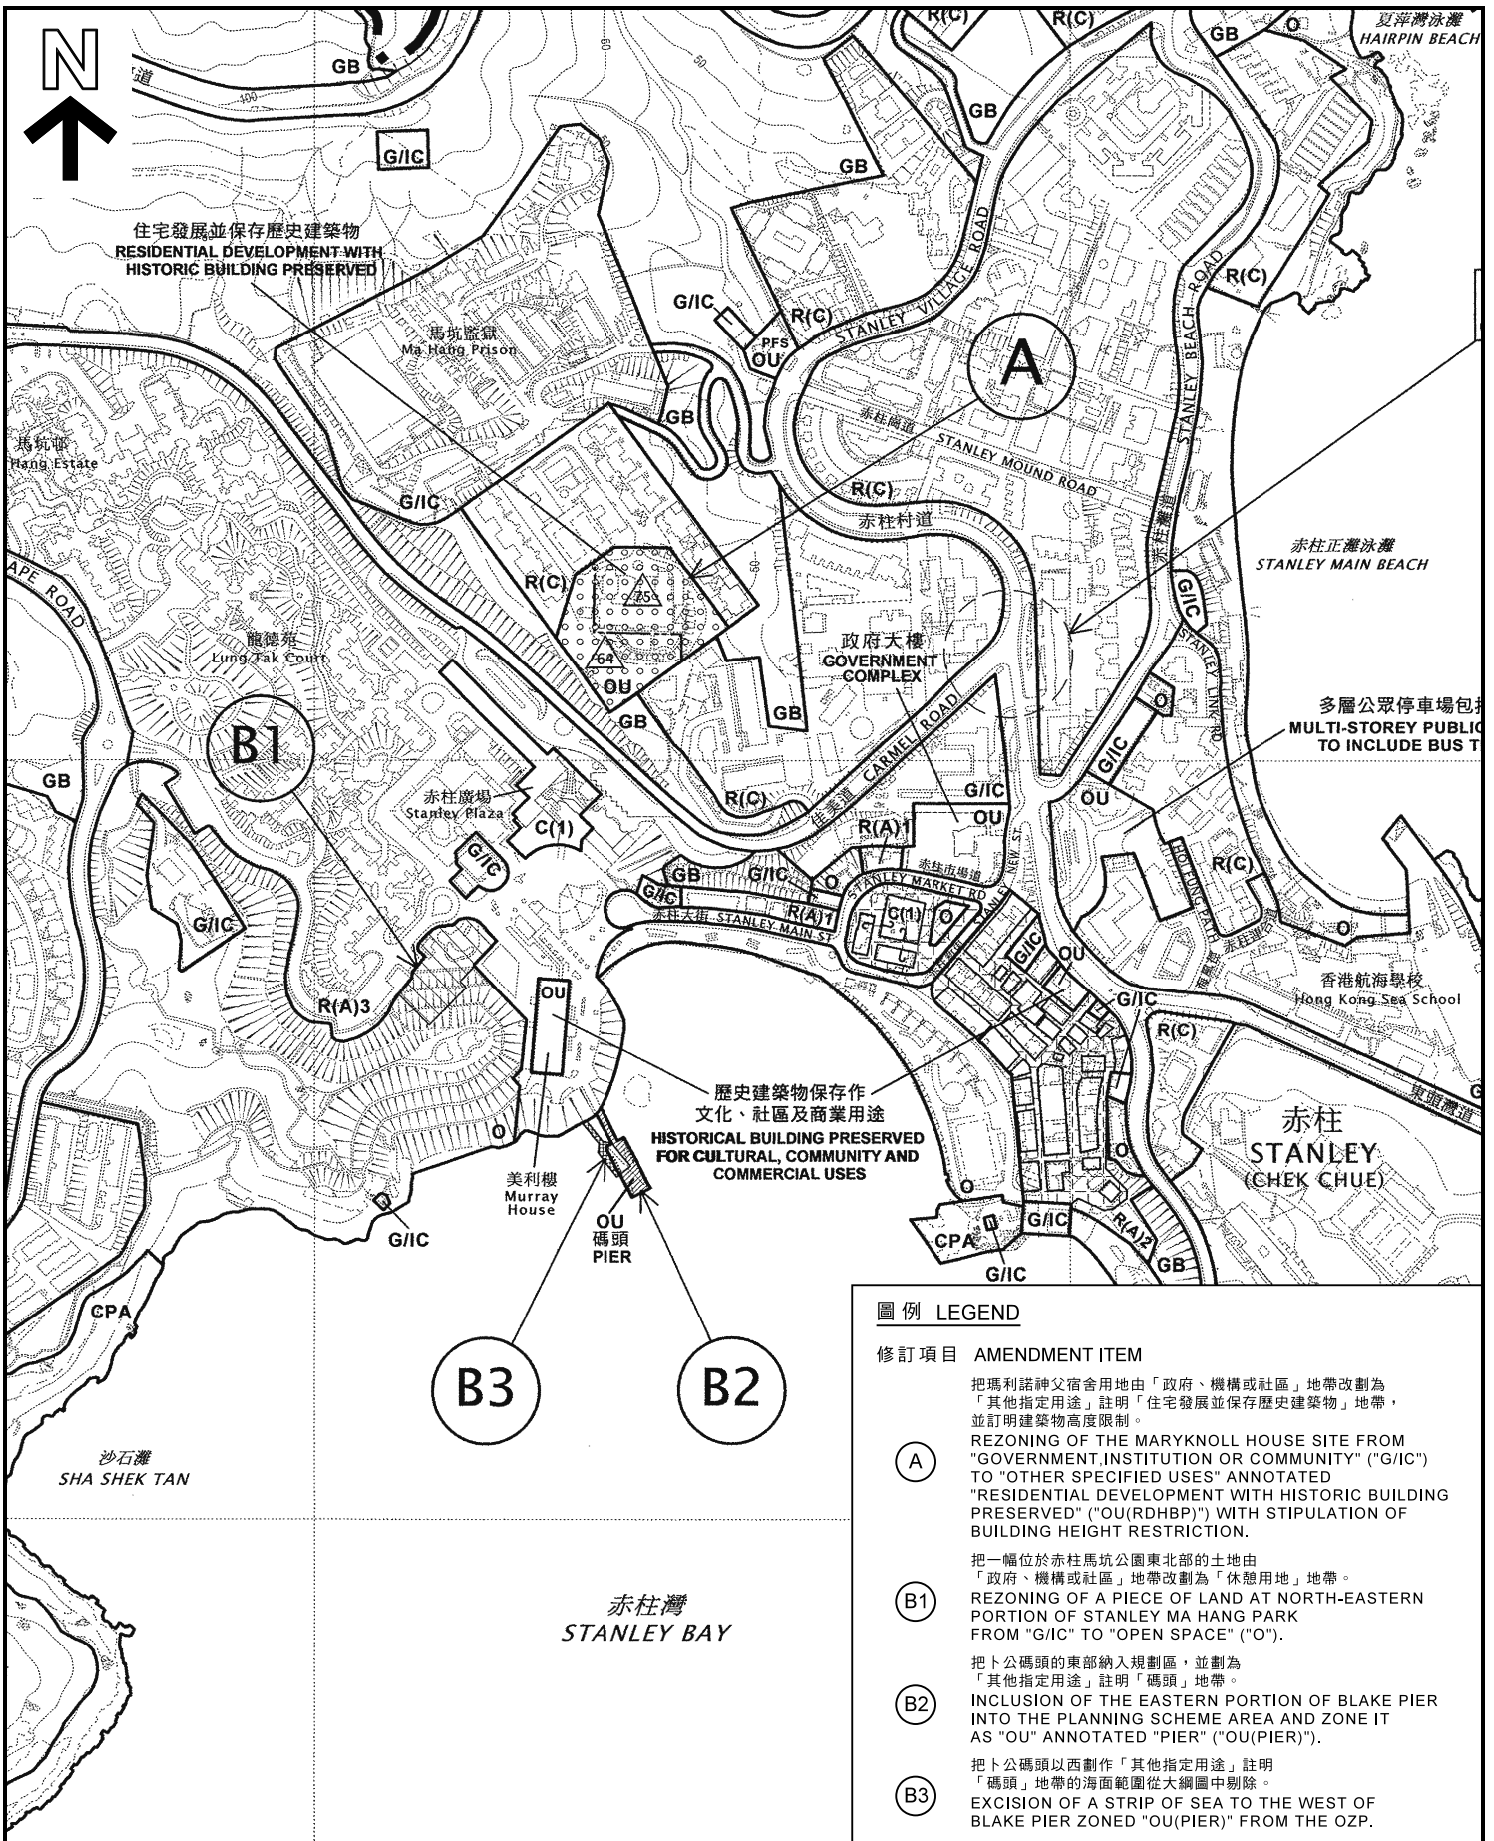 N
道
100
60
50
GB
R(C)
R(C)
GB
O
夏萍灣泳灘
HAIRPIN BEACH
G/IC
GB
GB
住宅發展並保存歷史建築物
RESIDENTIAL DEVELOPMENT WITH
HISTORIC BUILDING PRESERVED
STANLEY VILLAGE ROAD
STANLEY BEACH ROAD
R(C)
G/IC
R(C)
PFS
OU
馬坑監獄
Ma Hang Prison
A
GB
赤柱崗道
STANLEY MOUND ROAD
馬坑邨
Hang Estate
G/IC
R(C)
赤柱村道
赤柱灘道
赤柱正灘泳灘
STANLEY MAIN BEACH
APE ROAD
R(C)
75
64
OU
G/IC
STANLEY LINK RD
龍德苑
Lung Tak Court
政府大樓
GOVERNMENT
COMPLEX
GB
GB
O
多層公眾停車場包括
MULTI-STOREY PUBLIC
TO INCLUDE BUS T
B1
GB
CARMEL ROAD
佳美道
G/IC
G/IC
OU
赤柱廣場
Stanley Plaza
C(1)
R(C)
R(A)1
OU
NEW ST
G/IC
GB
G/IC
O
赤柱市場道
STANLEY MARKET RD
R(C)
HOI FUNG PATH
G/IC
R(A)1
赤柱大街 STANLEY MAIN ST
C(1)
O
G/IC
OU
O
G/IC
R(A)3
OU
香港航海學校
Hong Kong Sea School
G/IC
R(C)
歷史建築物保存作
文化、社區及商業用途
HISTORICAL BUILDING PRESERVED
FOR CULTURAL, COMMUNITY AND
COMMERCIAL USES
東頭灣道
G
赤柱
STANLEY
(CHEK CHUE)
O
美利樓
Murray
House
O
G/IC
OU
碼頭
PIER
O
CPA
G/IC
G/IC
R(A)2
GB
CPA
B3
B2
沙石灘
SHA SHEK TAN
赤柱灣
STANLEY BAY
圖例 LEGEND
修訂項目 AMENDMENT ITEM
把瑪利諾神父宿舍用地由「政府、機構或社區」地帶改劃為
「其他指定用途」註明「住宅發展並保存歷史建築物」地帶，
並訂明建築物高度限制。
A
REZONING OF THE MARYKNOLL HOUSE SITE FROM
"GOVERNMENT,INSTITUTION OR COMMUNITY" ("G/IC")
TO "OTHER SPECIFIED USES" ANNOTATED
"RESIDENTIAL DEVELOPMENT WITH HISTORIC BUILDING
PRESERVED" ("OU(RDHBP)") WITH STIPULATION OF
BUILDING HEIGHT RESTRICTION.
把一幅位於赤柱馬坑公園東北部的土地由
「政府、機構或社區」地帶改劃為「休憩用地」地帶。
B1
REZONING OF A PIECE OF LAND AT NORTH-EASTERN
PORTION OF STANLEY MA HANG PARK
FROM "G/IC" TO "OPEN SPACE" ("O").
把卜公碼頭的東部納入規劃區，並劃為
「其他指定用途」註明「碼頭」地帶。
B2
INCLUSION OF THE EASTERN PORTION OF BLAKE PIER
INTO THE PLANNING SCHEME AREA AND ZONE IT
AS "OU" ANNOTATED "PIER" ("OU(PIER)").
把卜公碼頭以西劃作「其他指定用途」註明
「碼頭」地帶的海面範圍從大綱圖中剔除。
B3
EXCISION OF A STRIP OF SEA TO THE WEST OF
BLAKE PIER ZONED "OU(PIER)" FROM THE OZP.